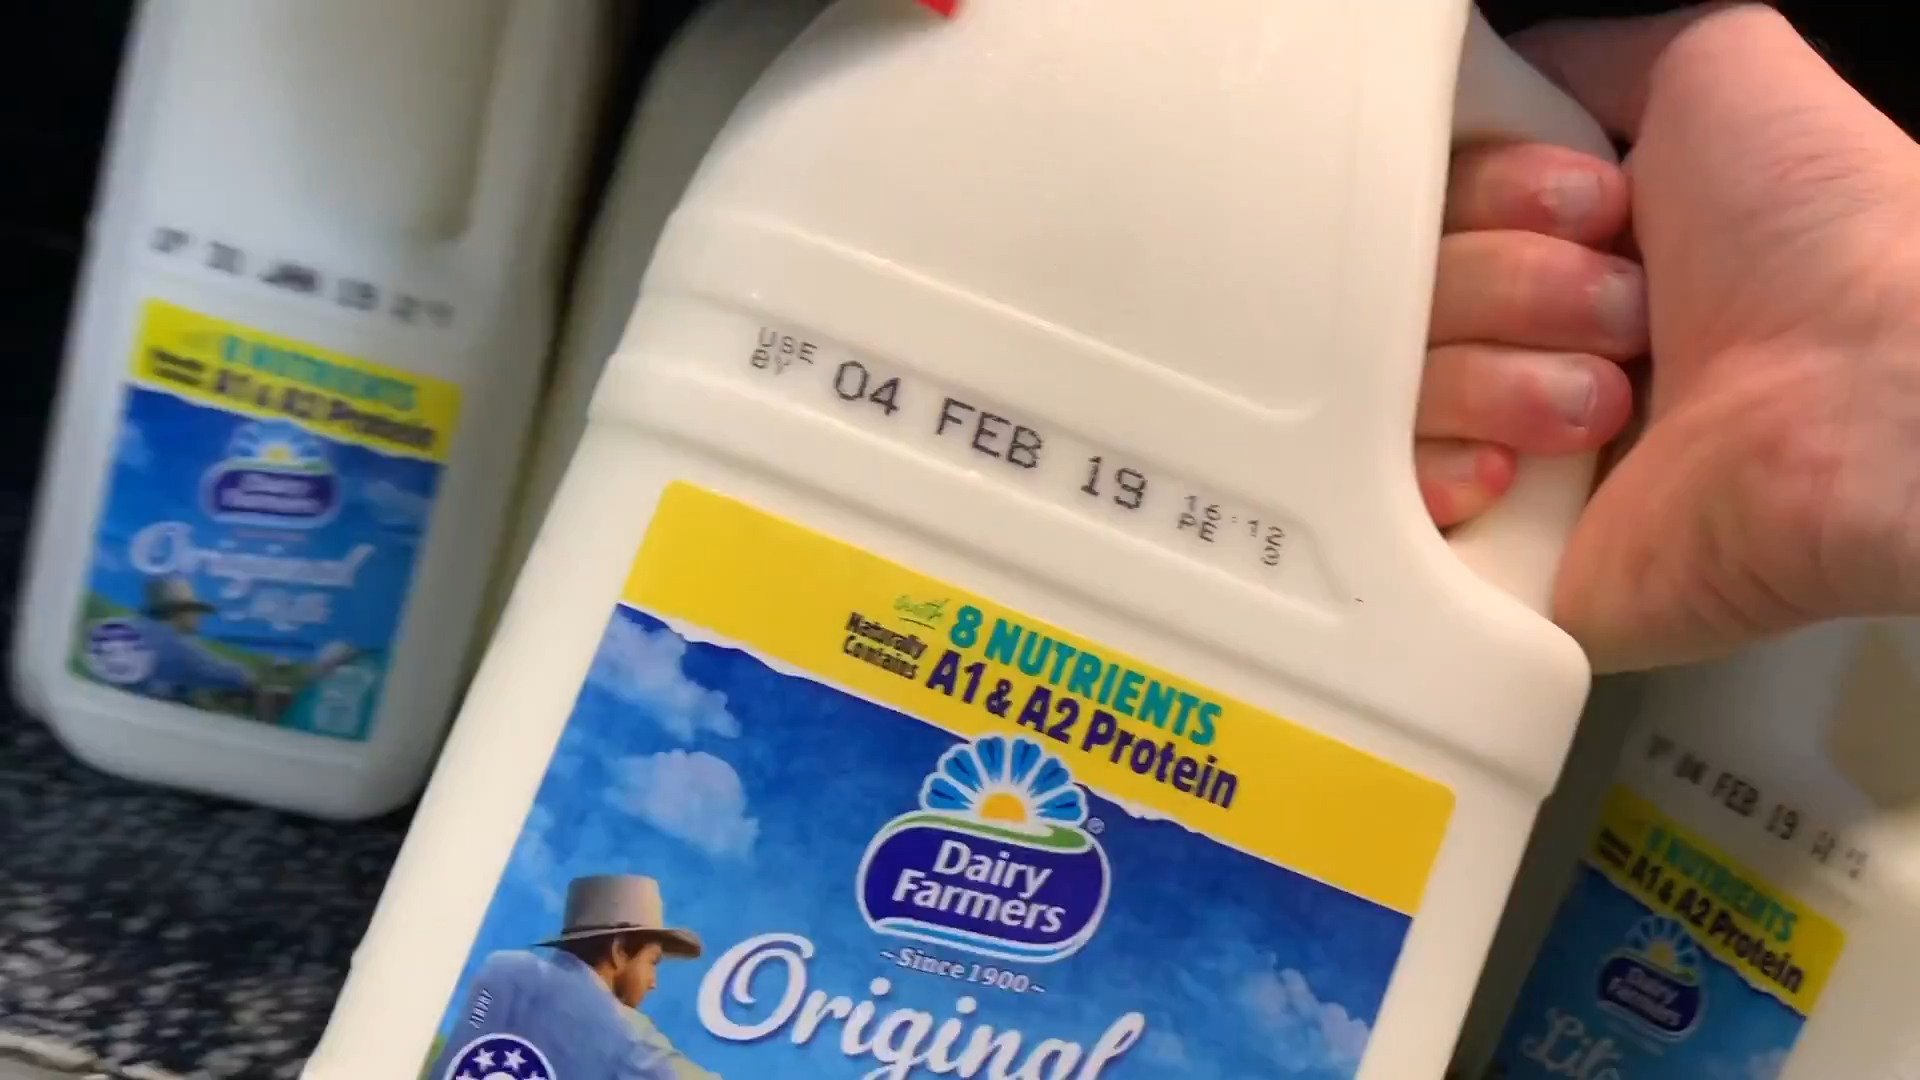 USE
BY
04 FEB 19
16:12
PE
with 8 NUTRIENTS
Naturally
Contains
A1 & A2 Protein
Dairy
Farmers
®
~Since 1900~
Original
8 NUTRIENTS
A1 & A2 Protein
Dairy
Farmers
Original
04 FEB 19
8 NUTRIENTS
A1 & A2 Protein
Dairy
Farmers